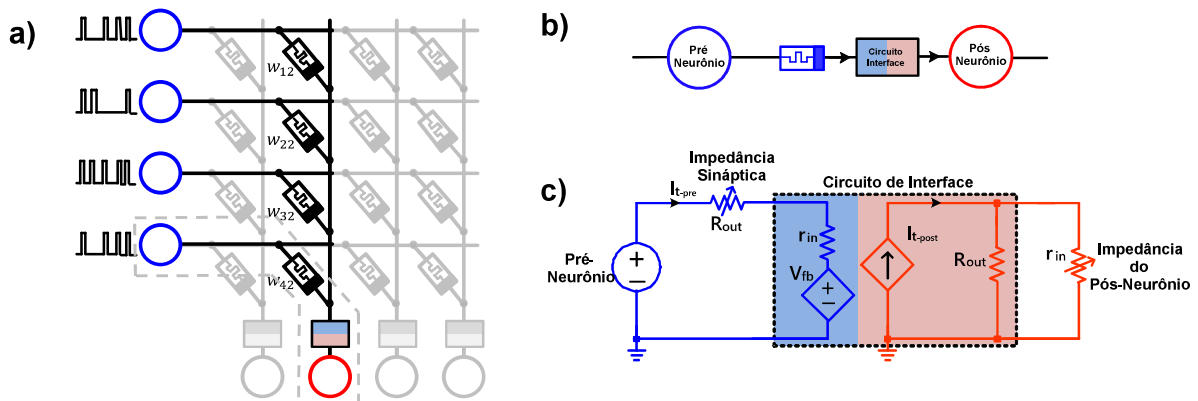 a)
w12
w22
w32
w42
b)
Pré
Neurônio
Circuito
Interface
Pós
Neurônio
c)
Impedância
Sináptica
It-pre
Rout
Circuito de Interface
Pré-
Neurônio
+
−
rin
Vfb
+
−
It-post
Rout
rin
Impedância
do
Pós-Neurônio